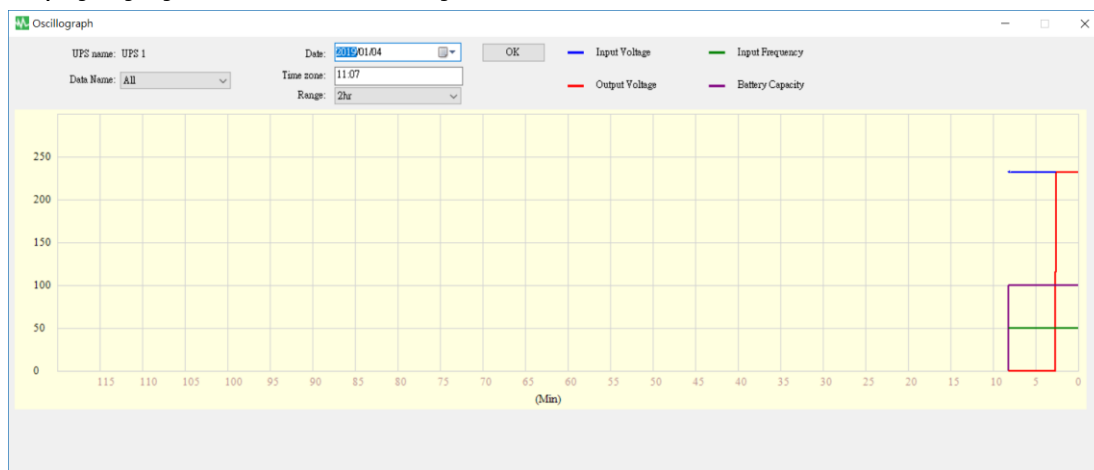 Oscillograph
UPS name: UPS 1
Date: 2019/01/04
OK
Input Voltage
Input Frequency
Data Name: All
Time zone: 11:07
Output Voltage
Battery Capacity
Range: 2hr
250
200
150
100
50
0
115 110 105 100 95 90 85 80 75 70 65 60 55 50 45 40 35 30 25 20 15 10 5 0
(Min)